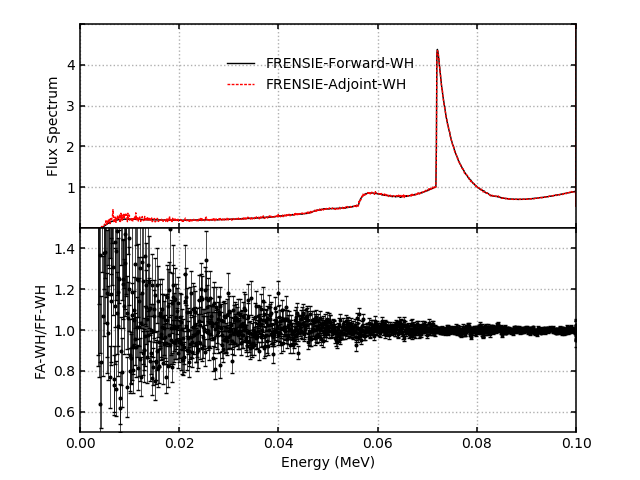 4
3
2
1
Flux Spectrum
FRENSIE-Forward-WH
FRENSIE-Adjoint-WH
1.4
1.2
1.0
0.8
0.6
FA-WH/FF-WH
0.00 0.02 0.04 0.06 0.08 0.10
Energy (MeV)